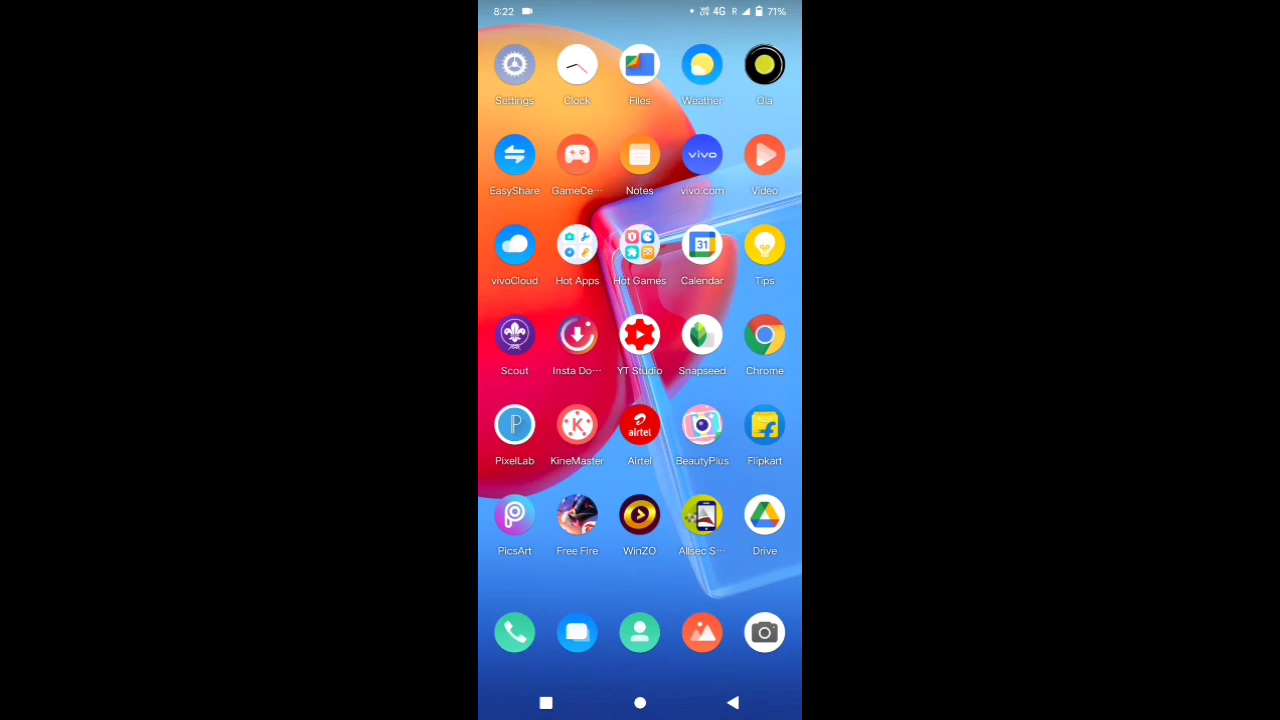 8:22 4G R 71%
Settings Clock Files Weather Ola
vivo
EasyShare GameCe··· Notes vivo.com Video
31
vivoCloud Hot Apps Hot Games Calendar Tips
Scout Insta Do··· YT Studio Snapseed Chrome
P K airtel
PixelLab KineMaster Airtel BeautyPlus Flipkart
PicsArt Free Fire WinZO Allsec S··· Drive